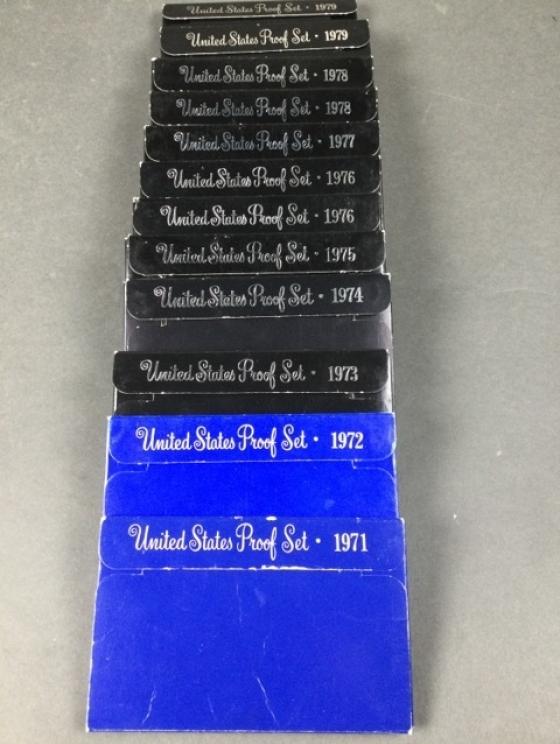 United States Proof Set · 1979
United States Proof Set · 1979
United States Proof Set · 1978
United States Proof Set · 1978
United States Proof Set · 1977
United States Proof Set · 1976
United States Proof Set · 1976
United States Proof Set · 1975
United States Proof Set · 1974
United States Proof Set · 1973
United States Proof Set · 1972
United States Proof Set · 1971